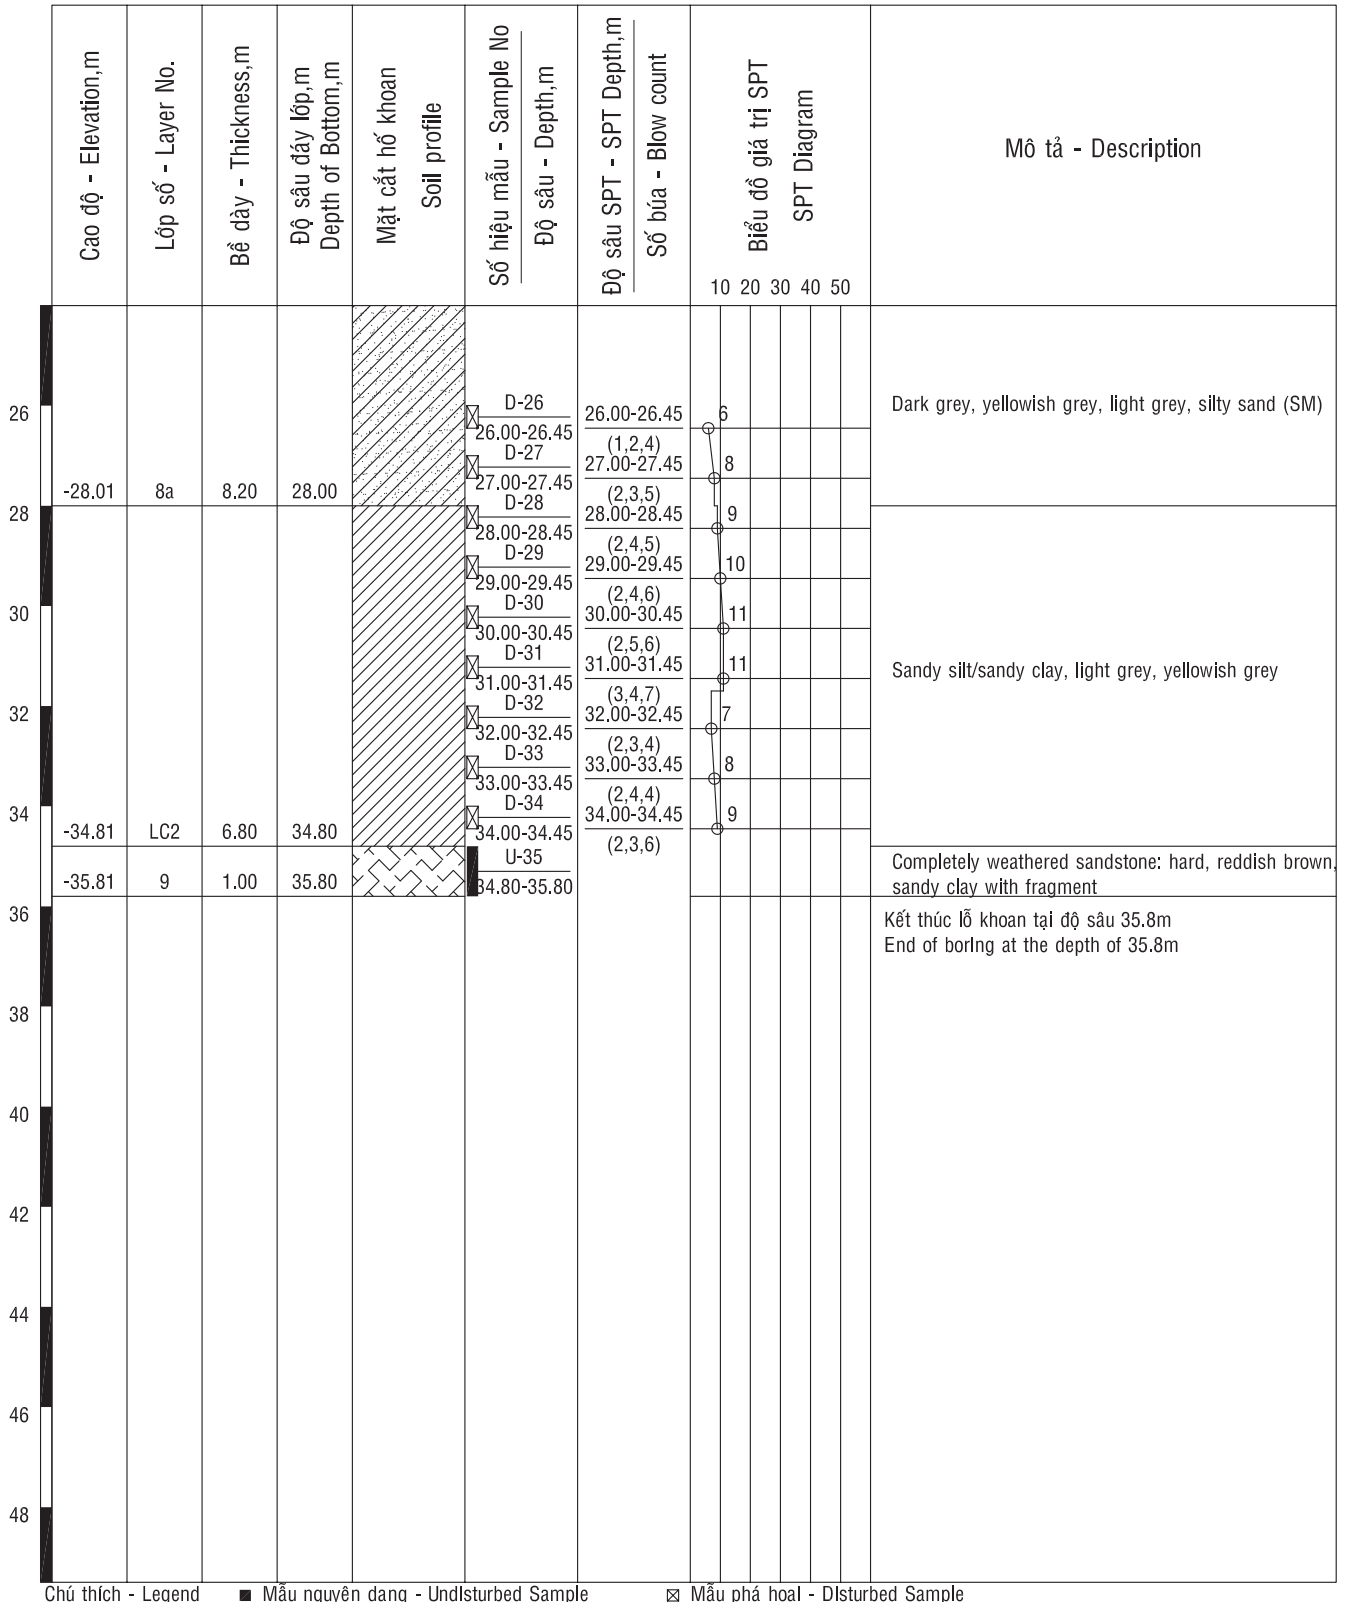 Cao độ - Elevation,m
Lớp số - Layer No.
Bề dày - Thickness,m
Độ sâu đáy lớp,m
Depth of Bottom,m
Mặt cắt hố khoan
Soil profile
Số hiệu mẫu - Sample No
Độ sâu - Depth,m
Độ sâu SPT - SPT Depth,m
Số búa - Blow count
Biểu đồ giá trị SPT
SPT Diagram
10 20 30 40 50
Mô tả - Description
26
28
30
32
34
36
38
40
42
44
46
48
-28.01 8a 8.20 28.00
-34.81 LC2 6.80 34.80
-35.81 9 1.00 35.80
D-26
26.00-26.45
D-27
27.00-27.45
D-28
28.00-28.45
D-29
29.00-29.45
D-30
30.00-30.45
D-31
31.00-31.45
D-32
32.00-32.45
D-33
33.00-33.45
D-34
34.00-34.45
U-35
34.80-35.80
26.00-26.45 6
(1,2,4)
27.00-27.45 8
(2,3,5)
28.00-28.45 9
(2,4,5)
29.00-29.45 10
(2,4,6)
30.00-30.45 11
(2,5,6)
31.00-31.45 11
(3,4,7)
32.00-32.45 7
(2,3,4)
33.00-33.45 8
(2,4,4)
34.00-34.45 9
(2,3,6)
Dark grey, yellowish grey, light grey, silty sand (SM)
Sandy silt/sandy clay, light grey, yellowish grey
Completely weathered sandstone: hard, reddish brown,
sandy clay with fragment
Kết thúc lỗ khoan tại độ sâu 35.8m
End of boring at the depth of 35.8m
Chú thích - Legend Mẫu nguyên dạng - Undisturbed Sample Mẫu phá hoại - Disturbed Sample